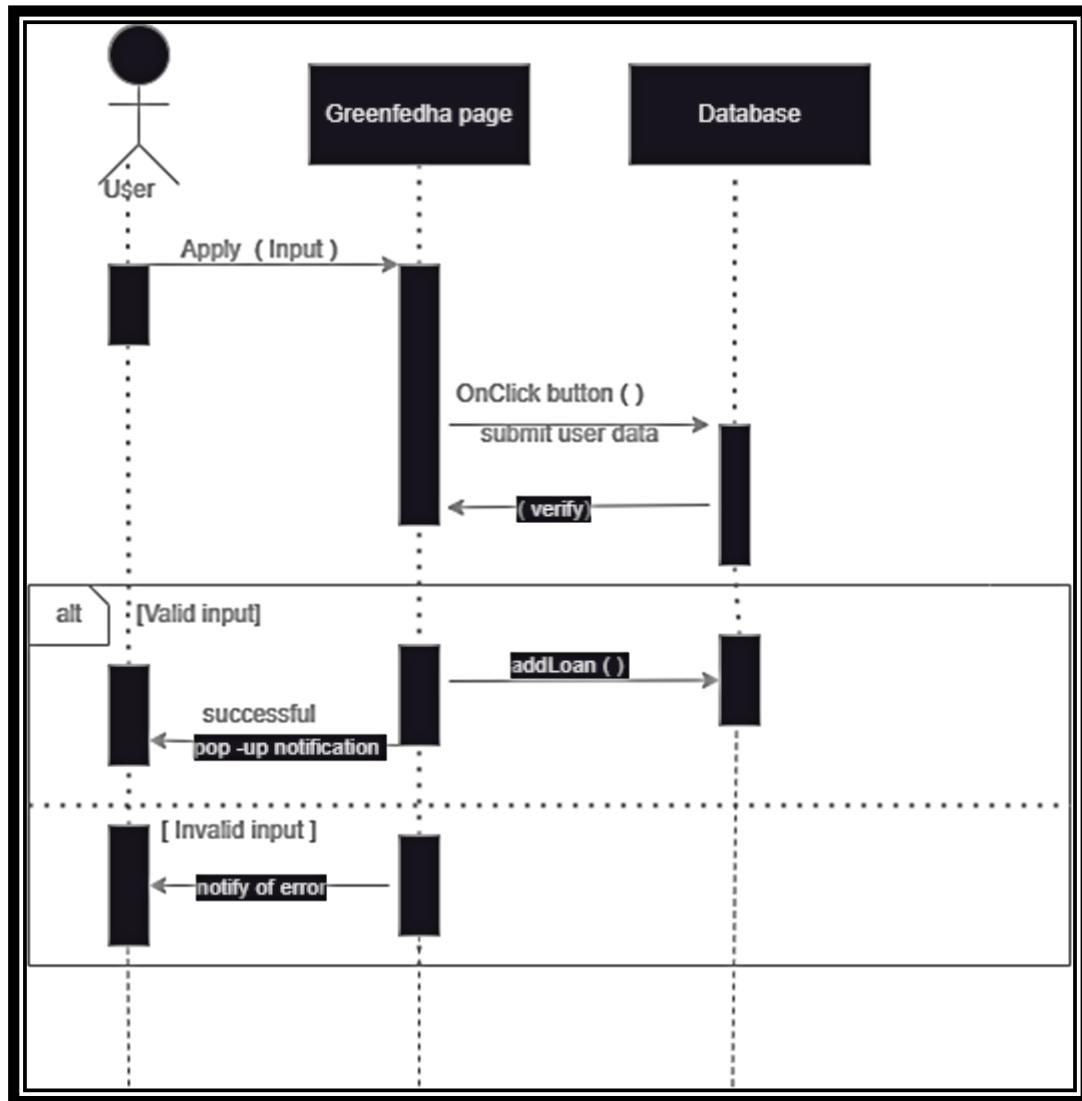 Greenfedha page
Database
User
Apply ( Input )
OnClick button ( )
submit user data
( verify)
alt
[Valid input]
addLoan ( )
successful
pop -up notification
[ Invalid input ]
notify of error